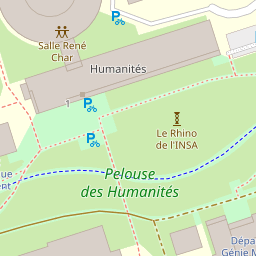 Salle René
Char
Humanités
1
Le Rhino
de l'INSA
Pelouse
des Humanités
Dépa
Génie M